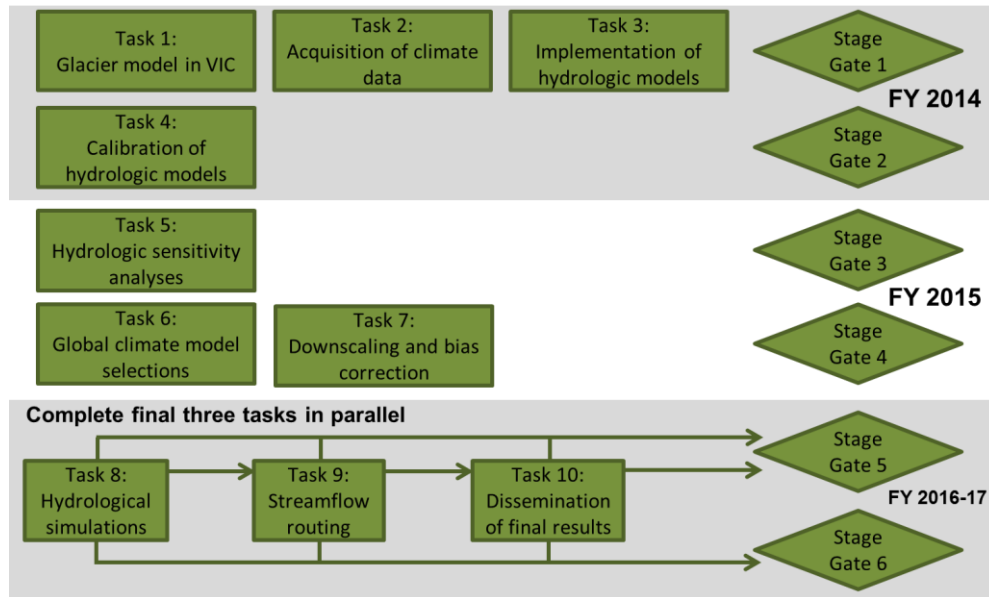 Task 1:
Glacier model in VIC
Task 2:
Acquisition of climate
data
Task 3:
Implementation of
hydrologic models
Stage
Gate 1
FY 2014
Task 4:
Calibration of
hydrologic models
Stage
Gate 2
Task 5:
Hydrologic sensitivity
analyses
Stage
Gate 3
FY 2015
Task 6:
Global climate model
selections
Task 7:
Downscaling and bias
correction
Stage
Gate 4
Complete final three tasks in parallel
Task 8:
Hydrological
simulations
Task 9:
Streamflow
routing
Task 10:
Dissemination
of final results
Stage
Gate 5
FY 2016-17
Stage
Gate 6